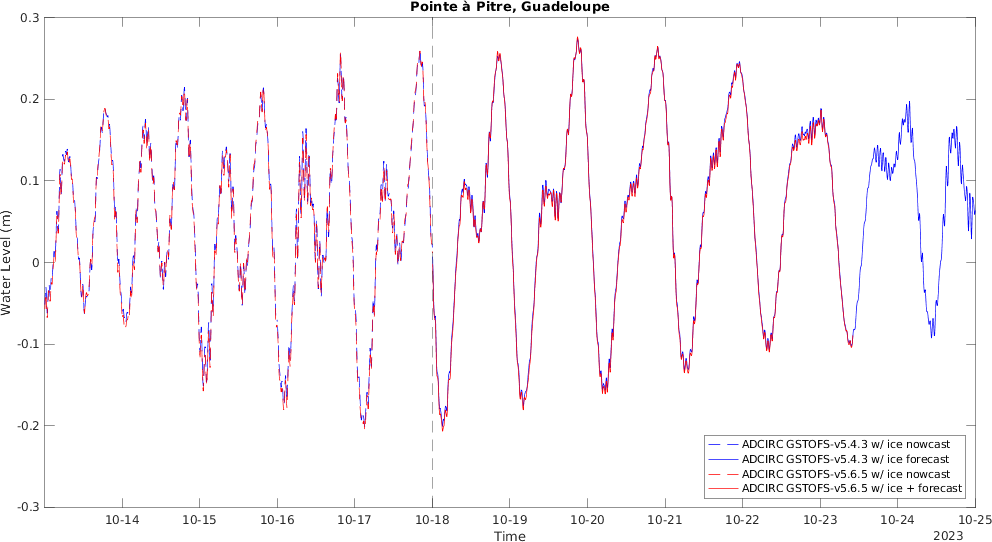 Pointe à Pitre, Guadeloupe
0.3
0.2
0.1
0
-0.1
-0.2
-0.3
Water Level (m)
ADCIRC GSTOFS-v5.4.3 w/ ice nowcast
ADCIRC GSTOFS-v5.4.3 w/ ice forecast
ADCIRC GSTOFS-v5.6.5 w/ ice nowcast
ADCIRC GSTOFS-v5.6.5 w/ ice + forecast
10-14 10-15 10-16 10-17 10-18 10-19 10-20 10-21 10-22 10-23 10-24 10-25
Time
2023